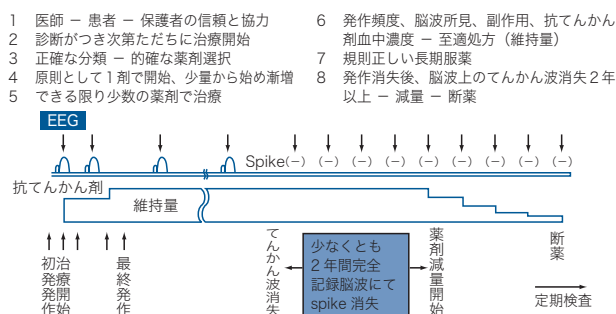 1 医師 − 患者 − 保護者の信頼と協力
2 診断がつき次第ただちに治療開始
3 正確な分類 − 的確な薬剤選択
4 原則として1剤で開始、少量から始め漸増
5 できる限り少数の薬剤で治療
6 発作頻度、脳波所見、副作用、抗てんかん
剤血中濃度 − 至適処方（維持量）
7 規則正しい長期服薬
8 発作消失後、脳波上のてんかん波消失2年
以上 − 減量 − 断薬
EEG
Spike(−) (−) (−) (−) (−) (−) (−) (−) (−)
抗てんかん剤
維持量
初発発作
治療開始
最終発作
てんかん波消失
少なくとも
2年間完全
記録脳波にて
spike 消失
薬剤減量開始
断薬
定期検査